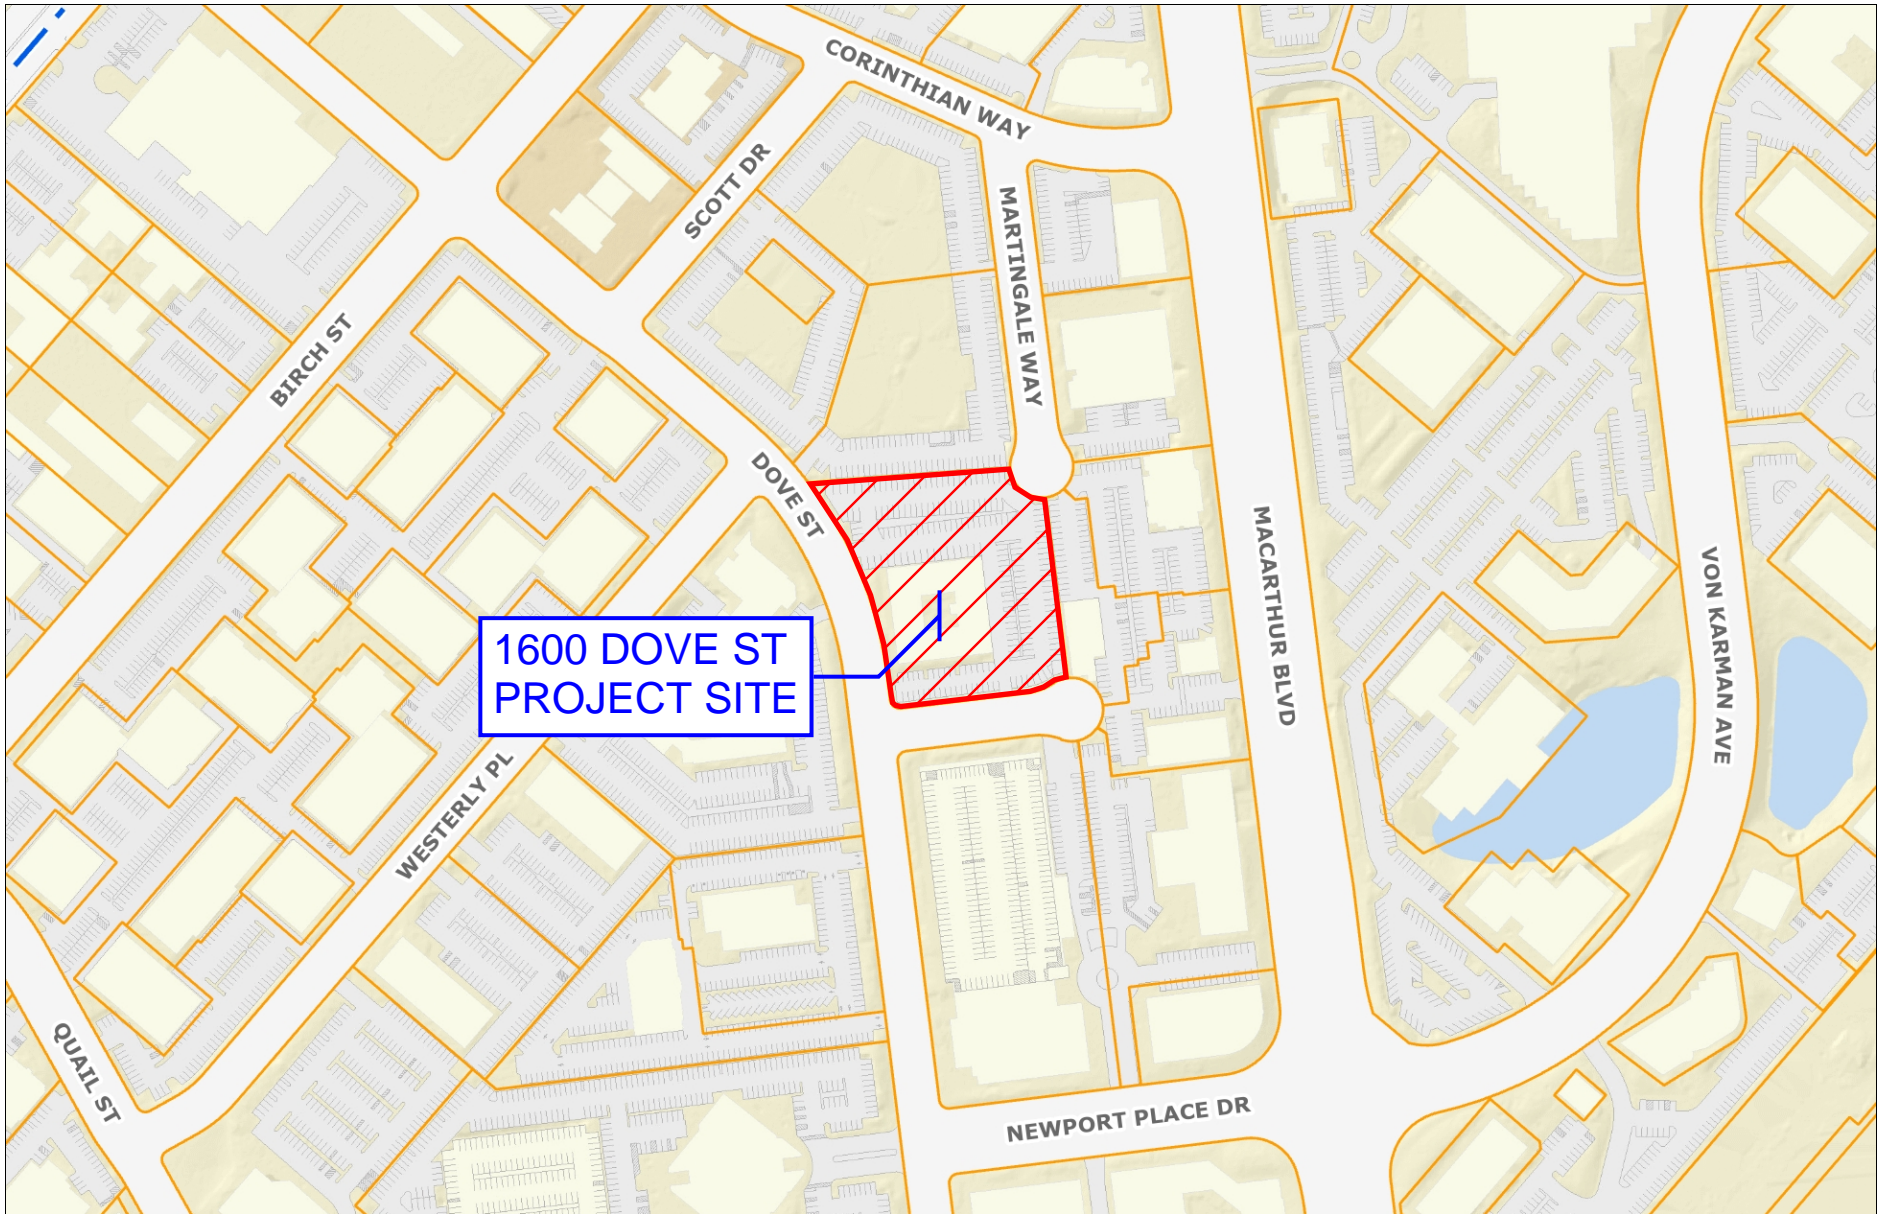 CORINTHIAN WAY
SCOTT DR
MARTINGALE WAY
BIRCH ST
DOVE ST
MACARTHUR BLVD
VON KARMAN AVE
1600 DOVE ST
PROJECT SITE
WESTERLY PL
QUAIL ST
NEWPORT PLACE DR